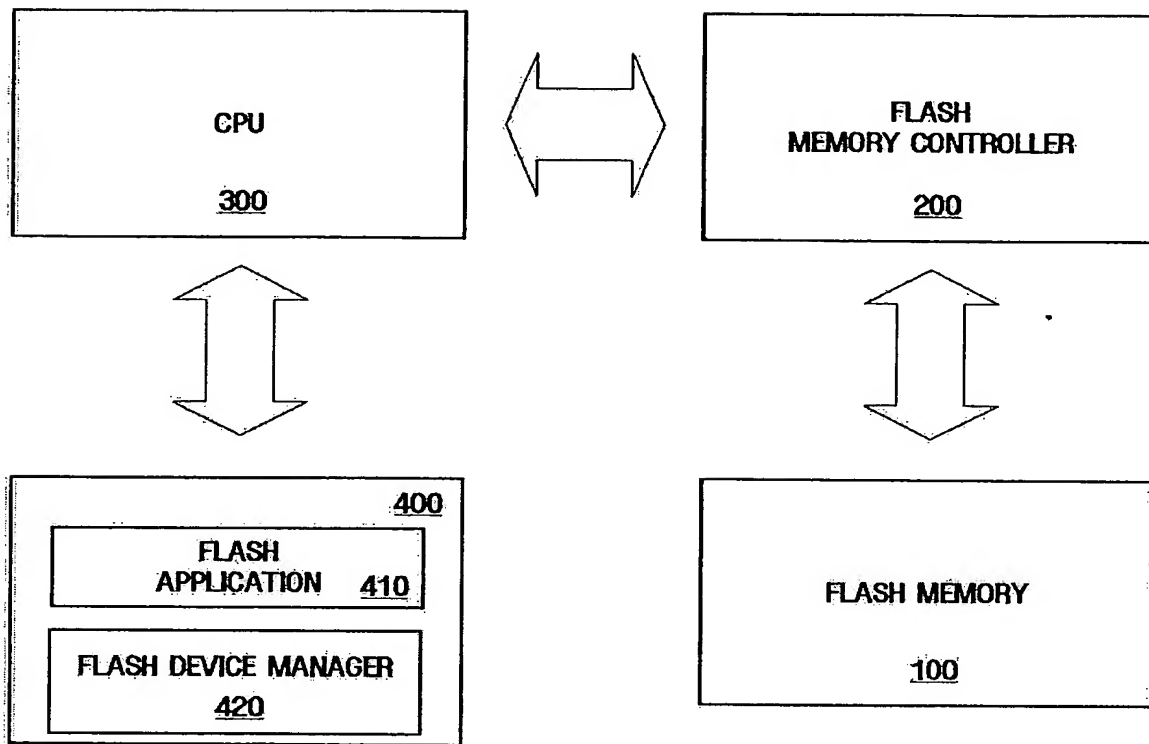 CPU
300
FLASH
MEMORY CONTROLLER
200
400
FLASH
APPLICATION 410
FLASH DEVICE MANAGER
420
FLASH MEMORY
100